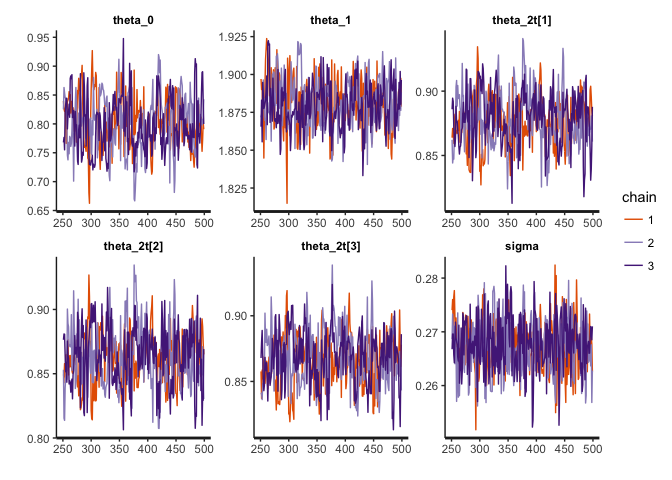 theta_0
theta_1
theta_2t[1]
0.95
0.90
0.85
0.80
0.75
0.70
0.65
1.925
1.900
1.875
1.850
1.825
0.90
0.85
250 300 350 400 450 500
250 300 350 400 450 500
250 300 350 400 450 500
theta_2t[2]
theta_2t[3]
sigma
0.90
0.85
0.80
0.90
0.85
0.28
0.27
0.26
250 300 350 400 450 500
250 300 350 400 450 500
250 300 350 400 450 500
chain
1
2
3